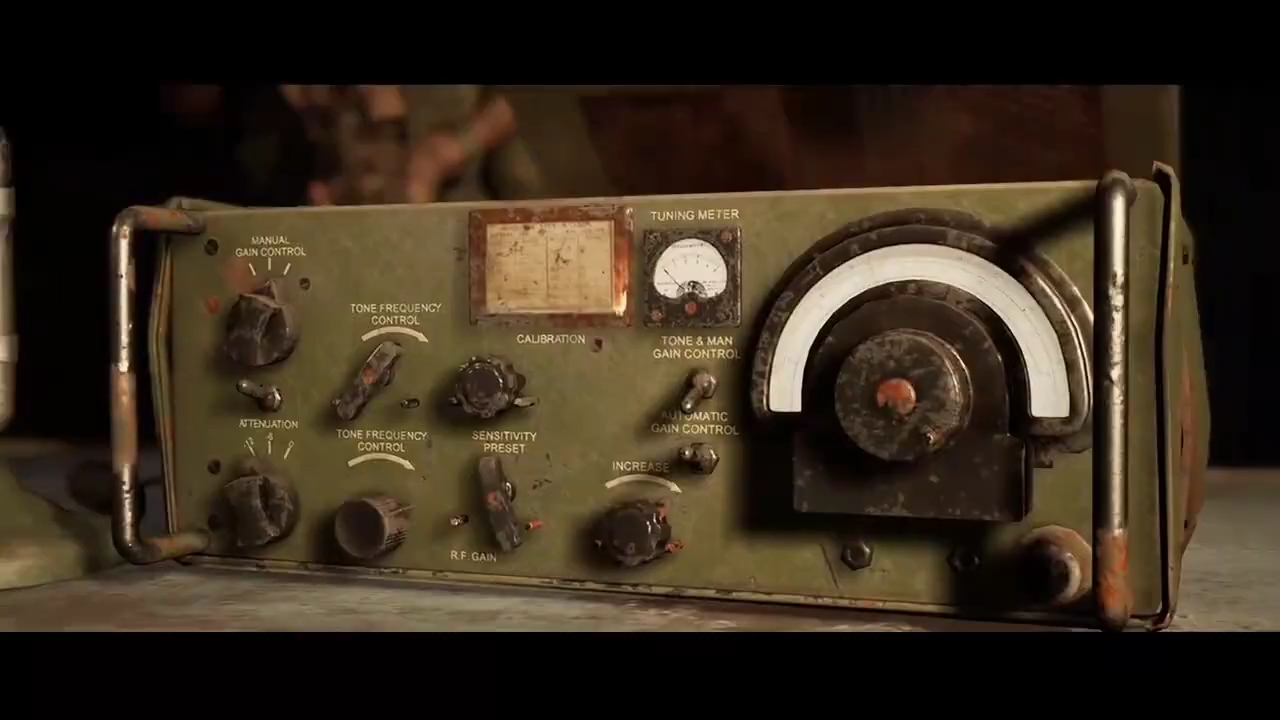 MANUAL
GAIN CONTROL
TONE FREQUENCY
CONTROL
ATTENUATION
TONE FREQUENCY
CONTROL
SENSITIVITY
PRESET
R.F. GAIN
CALIBRATION
TUNING METER
TONE & MAN
GAIN CONTROL
AUTOMATIC
GAIN CONTROL
INCREASE